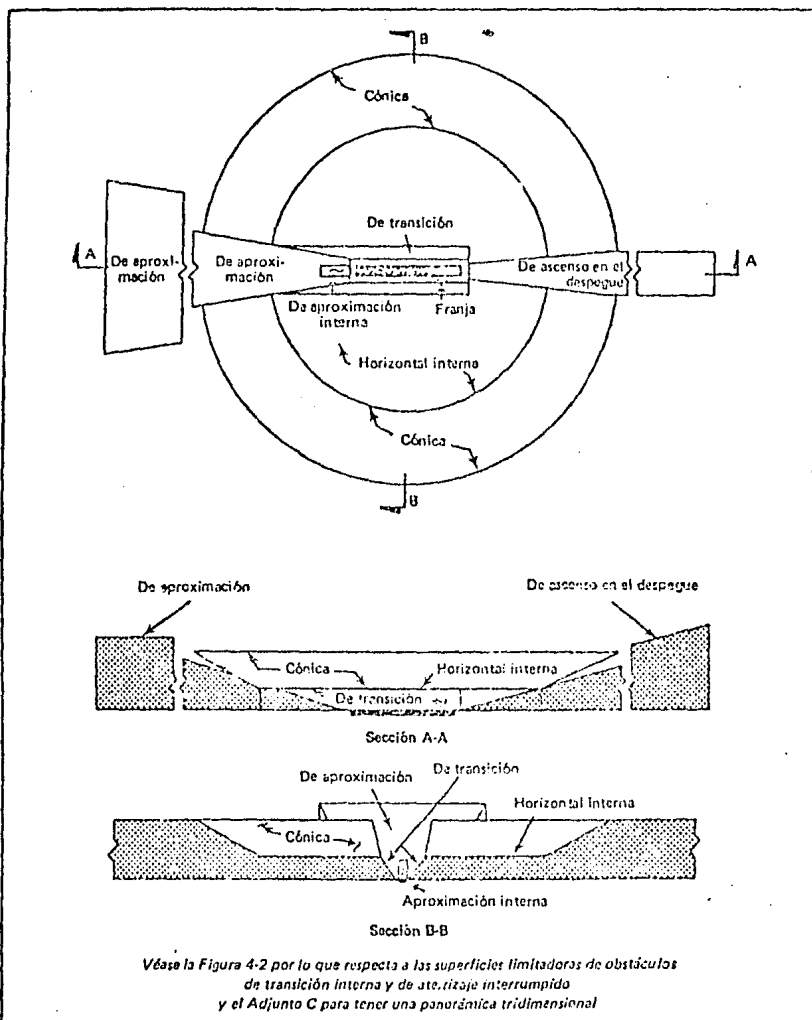 B
Cónica
De transición
A
De aproxi-
mación
De aproxi-
mación
De ascenso en el
despegue
A
De aproximación
interna
Franja
Horizontal interna
Cónica
B
De aproximación
De ascenso en el despegue
Cónica
Horizontal interna
De transición
Sección A-A
De aproximación
De transición
Horizontal Interna
Cónica
Aproximación interna
Sección B-B
Véase la Figura 4-2 por lo que respecta a las superficies limitadoras de obstáculos
de transición interna y de aterrizaje interrumpido
y el Adjunto C para tener una panorámica tridimensional